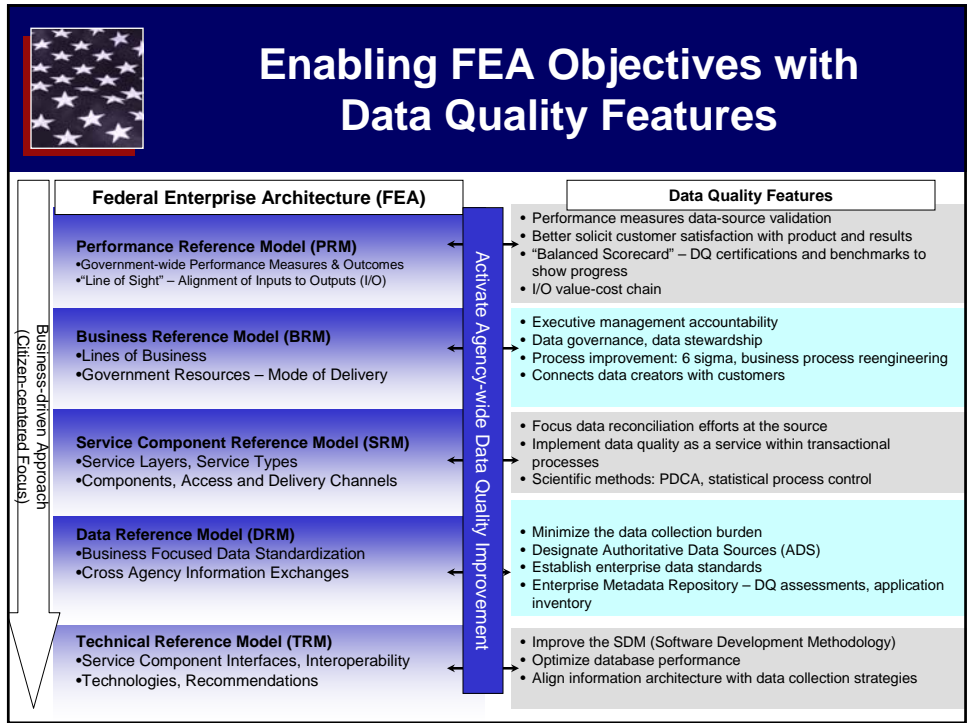 Enabling FEA Objectives with
Data Quality Features
Business-driven Approach
(Citizen-centered Focus)
Federal Enterprise Architecture (FEA)
Performance Reference Model (PRM)
•Government-wide Performance Measures & Outcomes
•“Line of Sight” – Alignment of Inputs to Outputs (I/O)
Business Reference Model (BRM)
•Lines of Business
•Government Resources – Mode of Delivery
Service Component Reference Model (SRM)
•Service Layers, Service Types
•Components, Access and Delivery Channels
Data Reference Model (DRM)
•Business Focused Data Standardization
•Cross Agency Information Exchanges
Technical Reference Model (TRM)
•Service Component Interfaces, Interoperability
•Technologies, Recommendations
Activate Agency-wide Data Quality Improvement
Data Quality Features
• Performance measures data-source validation
• Better solicit customer satisfaction with product and results
• “Balanced Scorecard” – DQ certifications and benchmarks to
show progress
• I/O value-cost chain
• Executive management accountability
• Data governance, data stewardship
• Process improvement: 6 sigma, business process reengineering
• Connects data creators with customers
• Focus data reconciliation efforts at the source
• Implement data quality as a service within transactional
processes
• Scientific methods: PDCA, statistical process control
• Minimize the data collection burden
• Designate Authoritative Data Sources (ADS)
• Establish enterprise data standards
• Enterprise Metadata Repository – DQ assessments, application
inventory
• Improve the SDM (Software Development Methodology)
• Optimize database performance
• Align information architecture with data collection strategies